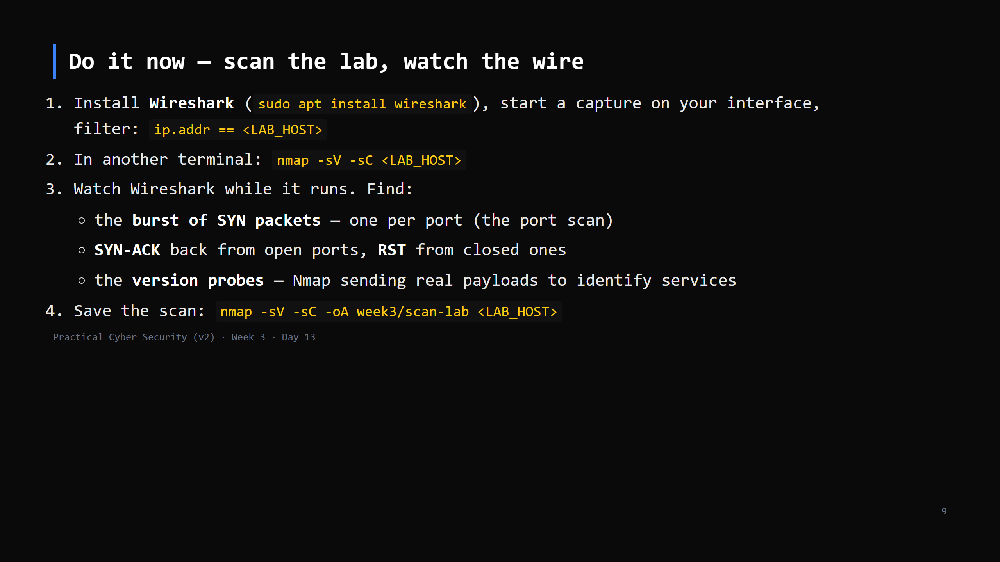 Do it now — scan the lab, watch the wire
1. Install Wireshark (sudo apt install wireshark), start a capture on your interface,
filter: ip.addr == <LAB_HOST>
2. In another terminal: nmap -sV -sC <LAB_HOST>
3. Watch Wireshark while it runs. Find:
◦ the burst of SYN packets — one per port (the port scan)
◦ SYN-ACK back from open ports, RST from closed ones
◦ the version probes — Nmap sending real payloads to identify services
4. Save the scan: nmap -sV -sC -oA week3/scan-lab <LAB_HOST>
Practical Cyber Security (v2) · Week 3 · Day 13
9